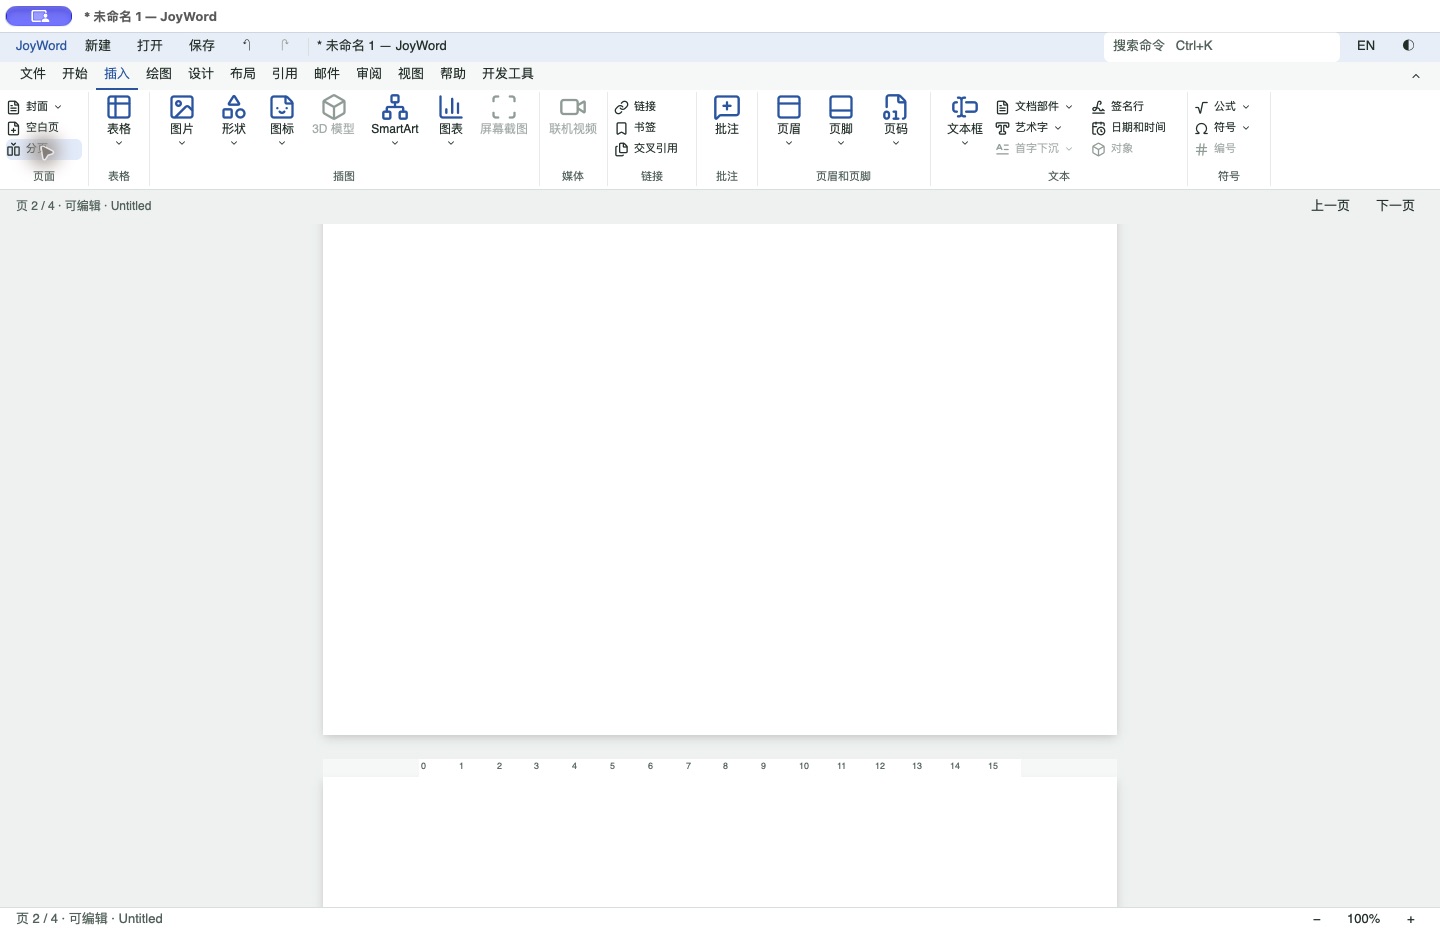 * 未命名 1 — JoyWord
JoyWord 新建 打开 保存 * 未命名 1 — JoyWord 搜索命令 Ctrl+K EN
文件 开始 插入 绘图 设计 布局 引用 邮件 审阅 视图 帮助 开发工具
封面
空白页
分
页面
表格
表格
图片 形状 图标 3D 模型 SmartArt 图表 屏幕截图
插图
联机视频
媒体
链接
书签
交叉引用
链接
批注
批注
页眉 页脚 页码
页眉和页脚
文本框
文档部件 签名行
艺术字 日期和时间
首字下沉 对象
文本
公式
符号
编号
符号
页 2 / 4 · 可编辑 · Untitled 上一页 下一页
0 1 2 3 4 5 6 7 8 9 10 11 12 13 14 15
页 2 / 4 · 可编辑 · Untitled − 100% +